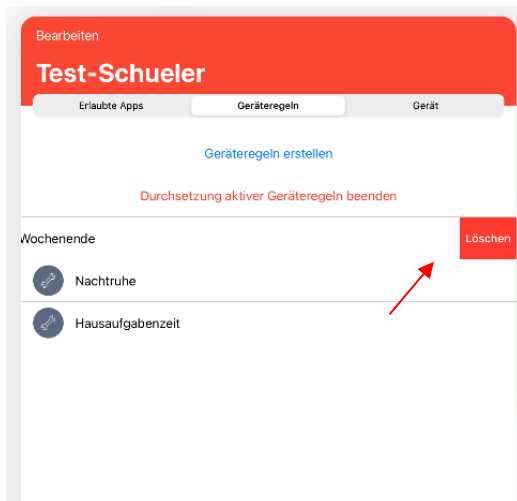 Bearbeiten
Test-Schueler
Erlaubte Apps Geräteregeln Gerät
Geräteregeln erstellen
Durchsetzung aktiver Geräteregeln beenden
Wochenende Löschen
Nachtruhe
Hausaufgabenzeit